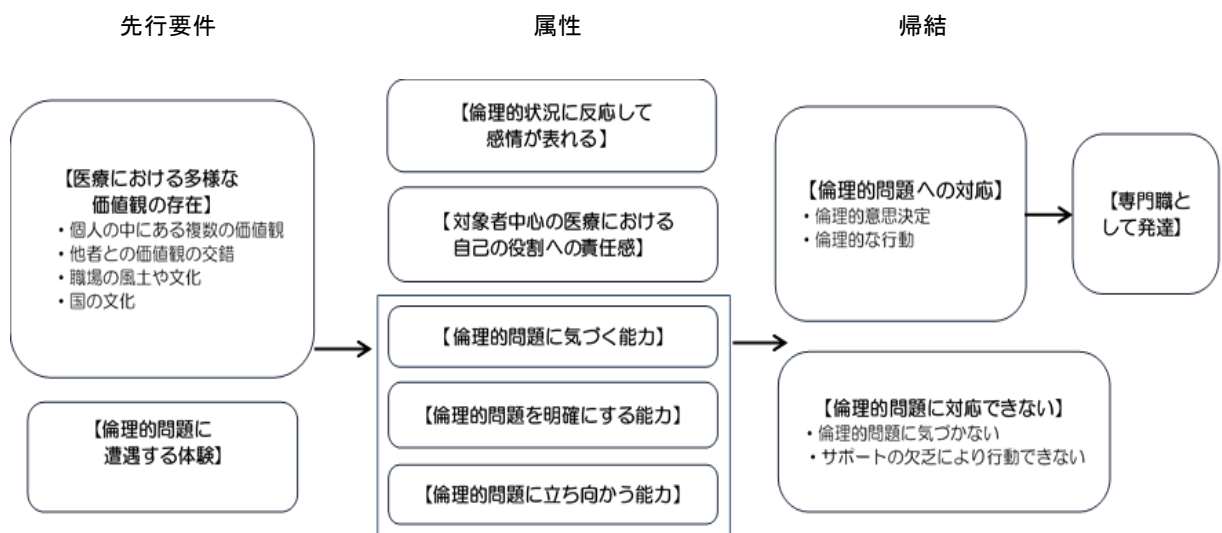 先行要件
属性
帰結
【医療における多様な
価値観の存在】
・個人の中にある複数の価値観
・他者との価値観の交錯
・職場の風土や文化
・国の文化
【倫理的問題に
遭遇する体験】
【倫理的状況に反応して
感情が表れる】
【対象者中心の医療における
自己の役割への責任感】
【倫理的問題に気づく能力】
【倫理的問題を明確にする能力】
【倫理的問題に立ち向かう能力】
【倫理的問題への対応】
・倫理的意思決定
・倫理的な行動
【専門職と
して発達】
【倫理的問題に対応できない】
・倫理的問題に気づかない
・サポートの欠乏により行動できない